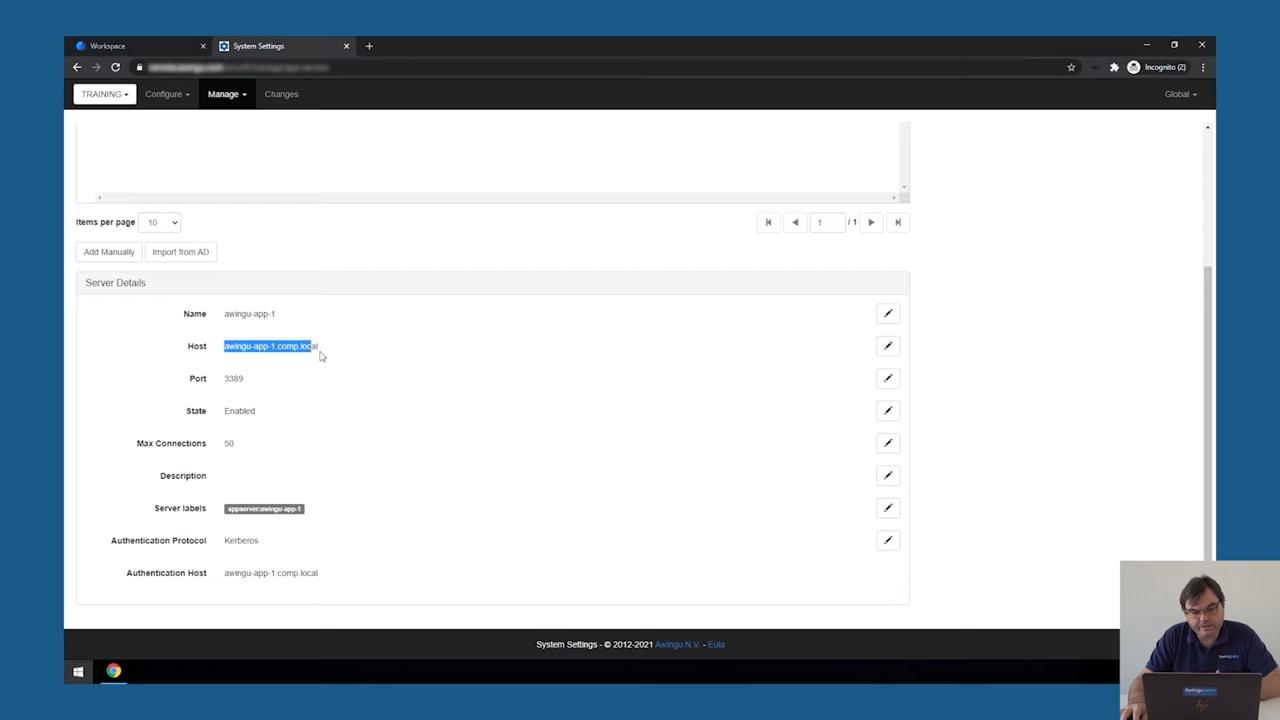 Workspace
System Settings
Incognito (2)
TRAINING
Configure
Manage
Changes
Global
Items per page
10
1
/ 1
Add Manually
Import from AD
Server Details
Name awingu-app-1
Host awingu-app-1.comp.local
Port 3389
State Enabled
Max Connections 50
Description
Server labels appserver:awingu-app-1
Authentication Protocol Kerberos
Authentication Host awingu-app-1.comp.local
System Settings - © 2012-2021 Awingu N.V. - Eula
Awingu.com
hp